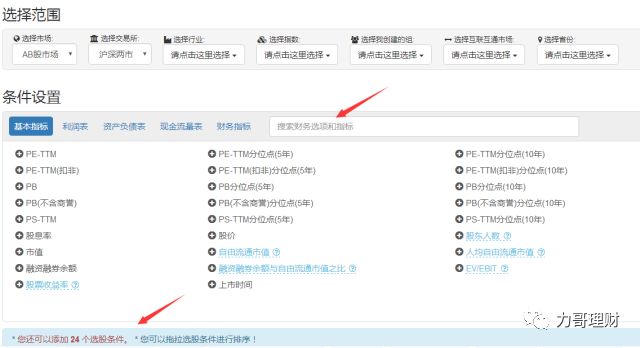 选择范围
选择市场: 选择交易所: 选择行业: 选择指数: 选择我创建的组: 选择互联互通市场: 选择省份:
AB股市场 沪深两市 请点击这里选择 请点击这里选择 请点击这里选择 请点击这里选择 请点击这里选择
条件设置
基本指标 利润表 资产负债表 现金流量表 财务指标 搜索财务选项和指标
PE-TTM PE-TTM分位点(5年) PE-TTM分位点(10年)
PE-TTM(扣非) PE-TTM(扣非)分位点(5年) PE-TTM(扣非)分位点(10年)
PB PB分位点(5年) PB分位点(10年)
PB(不含商誉) PB(不含商誉)分位点(5年) PB(不含商誉)分位点(10年)
PS-TTM PS-TTM分位点(5年) PS-TTM分位点(10年)
股息率 股价 股东人数
市值 自由流通市值 人均自由流通市值
融资融券余额 融资融券余额与自由流通市值之比 EV/EBIT
股票收益率 上市时间
* 您还可以添加 24 个选股条件。 * 您可以拖拉选股条件进行排序！
力哥理财